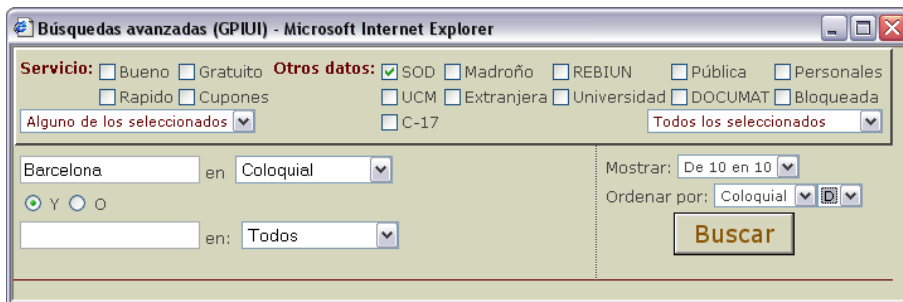 Búsquedas avanzadas (GPIUI) - Microsoft Internet Explorer
Servicio: Bueno Gratuito Otros datos: SOD Madroño REBIUN Pública Personales
Rapido Cupones UCM Extranjera Universidad DOCUMAT Bloqueada
Alguno de los seleccionados C-17 Todos los seleccionados
Barcelona en Coloquial Mostrar: De 10 en 10
Y O Ordenar por: Coloquial D
en: Todos Buscar